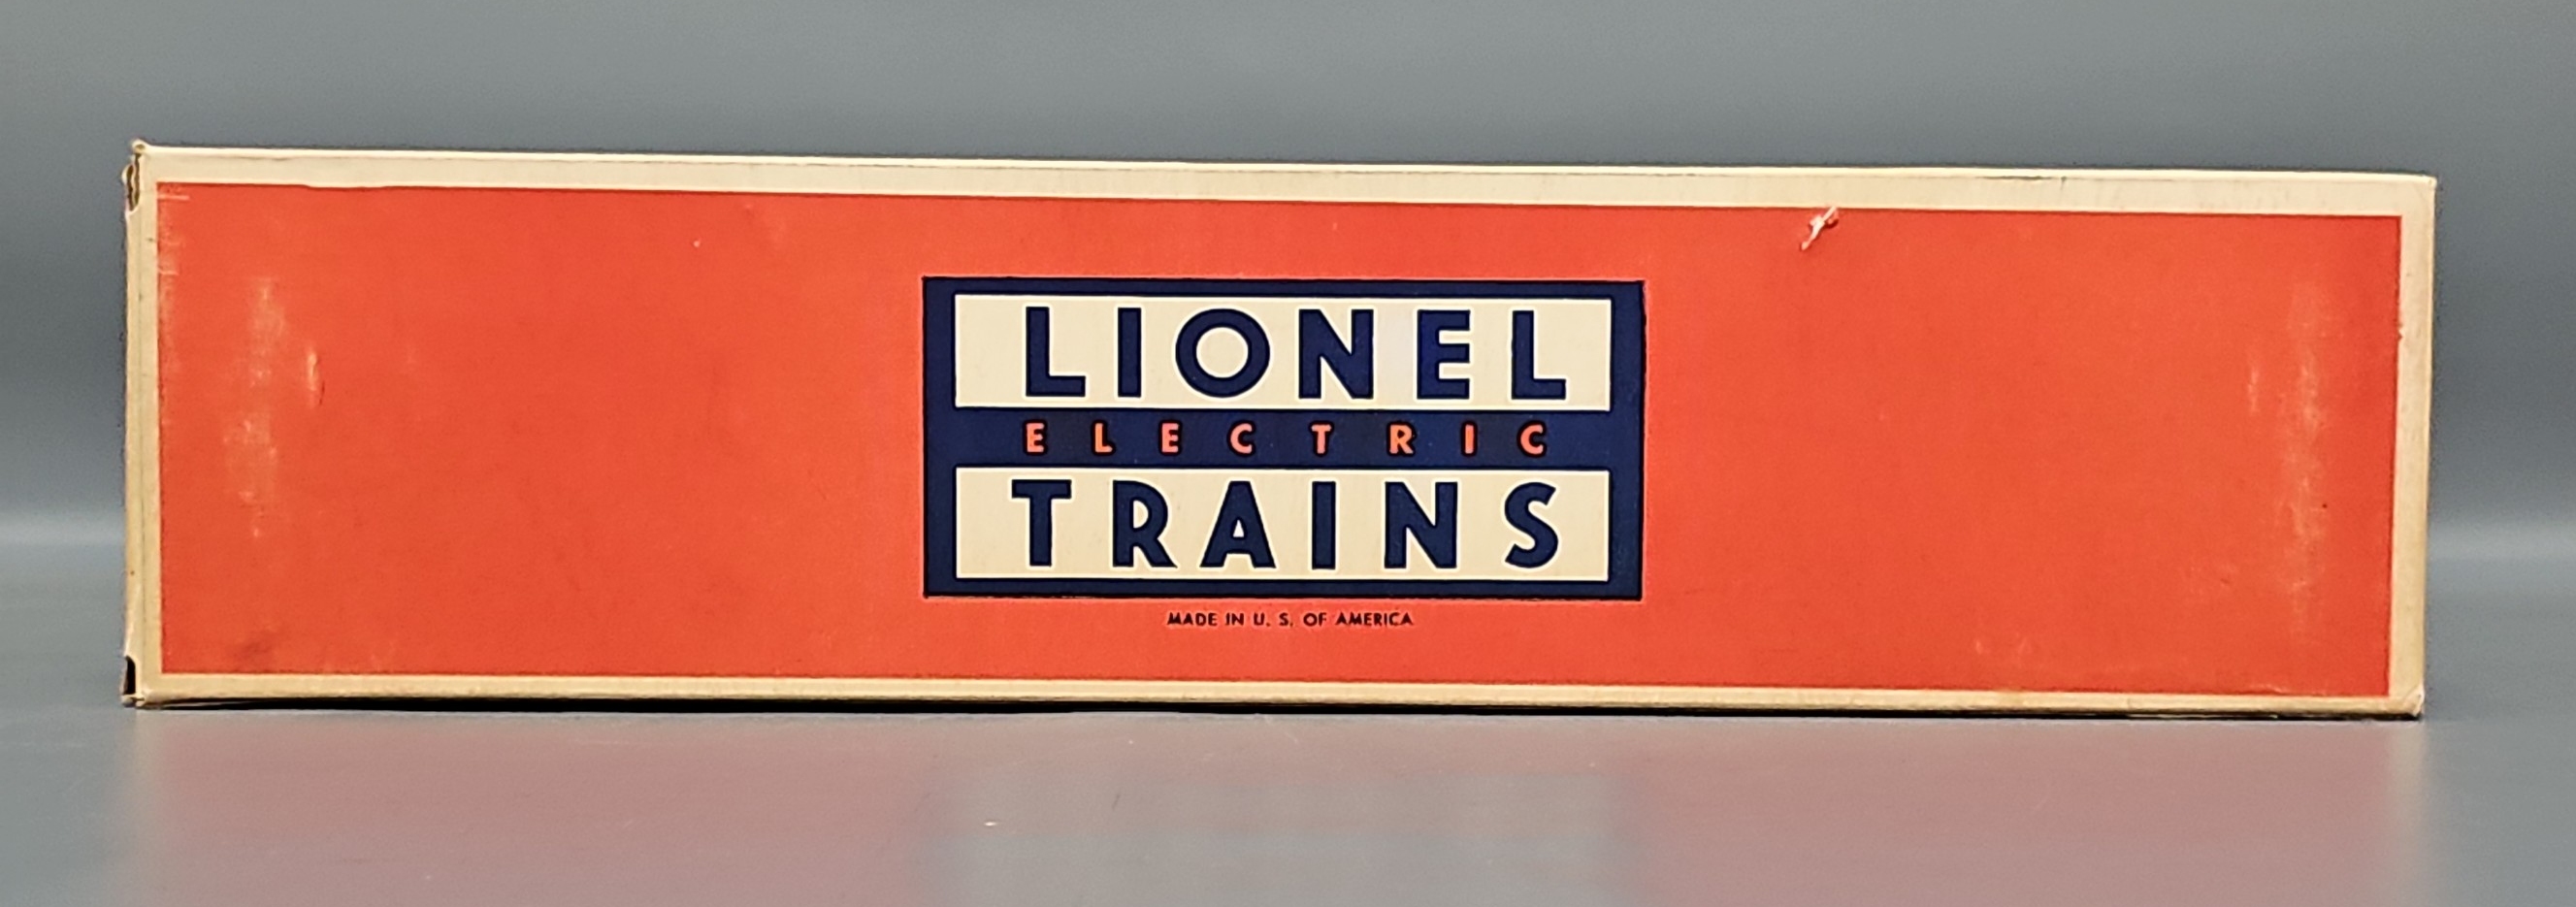 LIONEL
ELECTRIC
TRAINS
MADE IN U. S. OF AMERICA